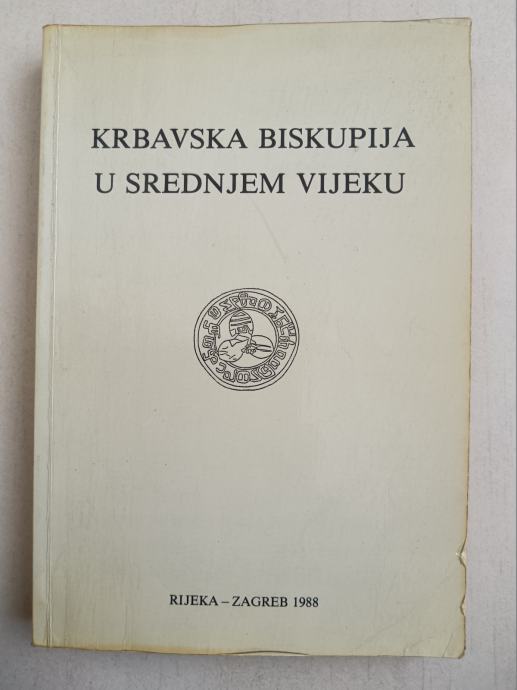 KRBAVSKA BISKUPIJA
U SREDNJEM VIJEKU
RIJEKA – ZAGREB 1988